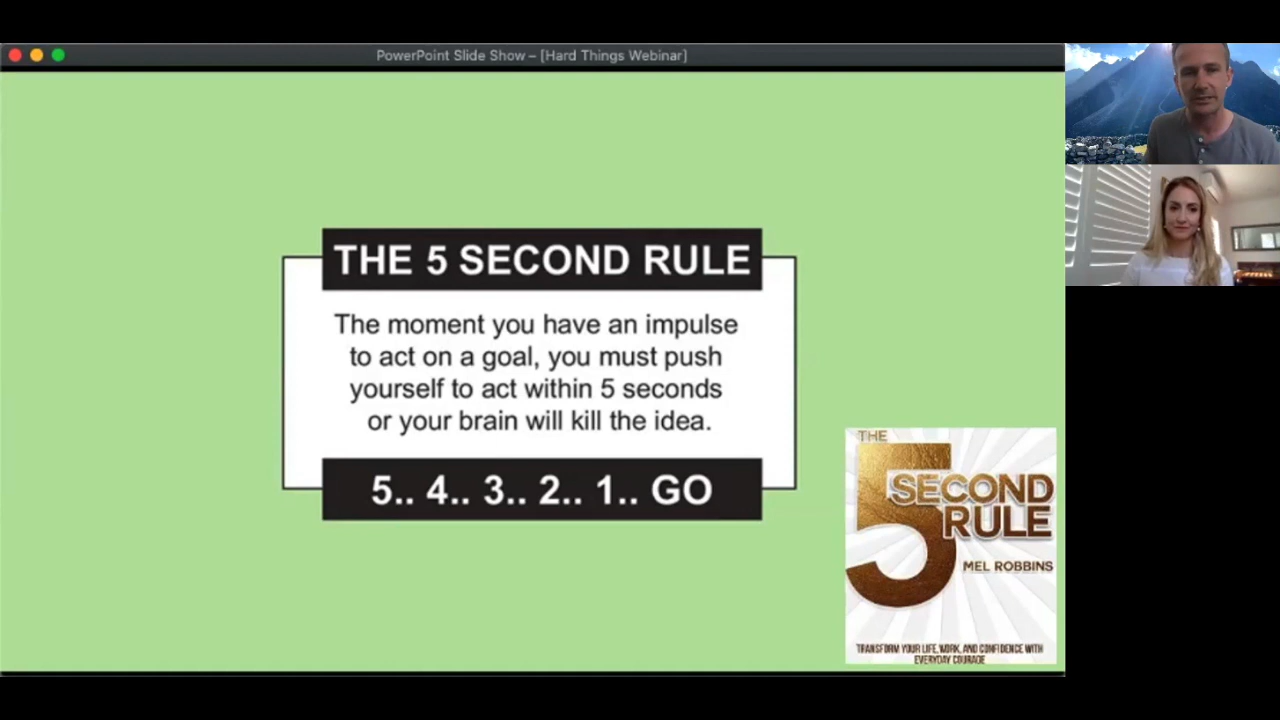 PowerPoint Slide Show – [Hard Things Webinar]
THE 5 SECOND RULE
The moment you have an impulse
to act on a goal, you must push
yourself to act within 5 seconds
or your brain will kill the idea.
5.. 4.. 3.. 2.. 1.. GO
THE
5
SECOND
RULE
MEL ROBBINS
TRANSFORM YOUR LIFE, WORK, AND CONFIDENCE WITH
EVERYDAY COURAGE